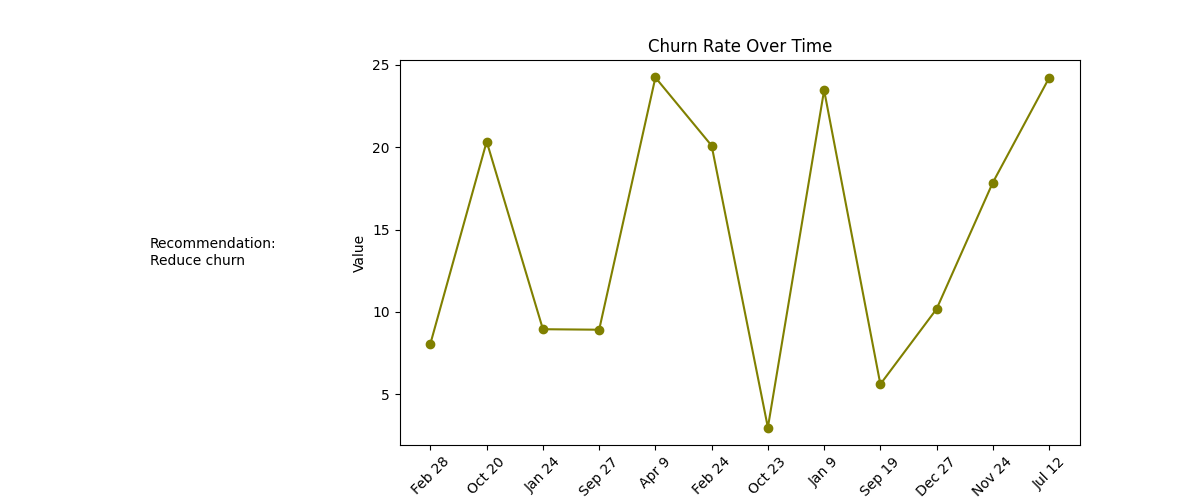 Churn Rate Over Time
Recommendation:
Reduce churn
Value
25
20
15
10
5
Feb 28
Oct 20
Jan 24
Sep 27
Apr 9
Feb 24
Oct 23
Jan 9
Sep 19
Dec 27
Nov 24
Jul 12